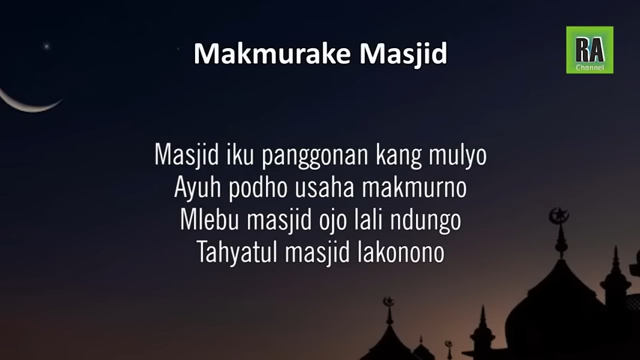 Makmurake Masjid
RA
Channel
Masjid iku panggonan kang mulyo
Ayuh podho usaha makmurno
Mlebu masjid ojo lali ndungo
Tahyatul masjid lakonono